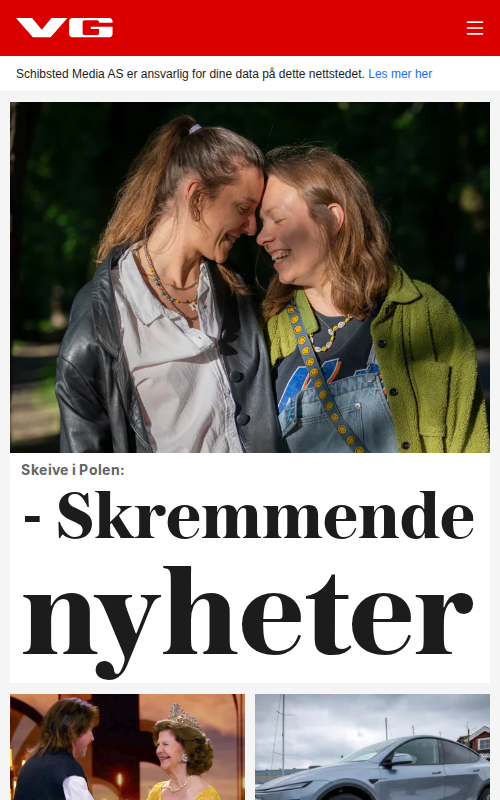 VG
Schibsted Media AS er ansvarlig for dine data på dette nettstedet. Les mer her
Skeive i Polen:
- Skremmende
nyheter